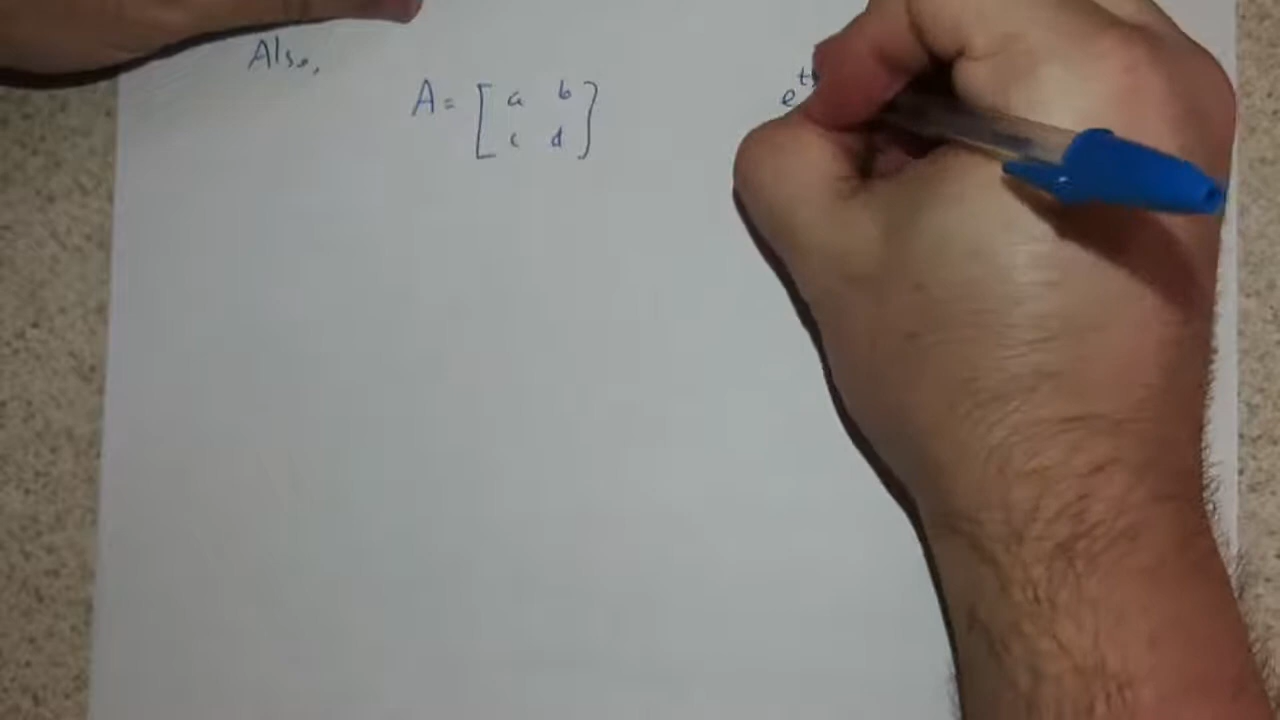 Also,
A = [ a b
c d ]
e^t